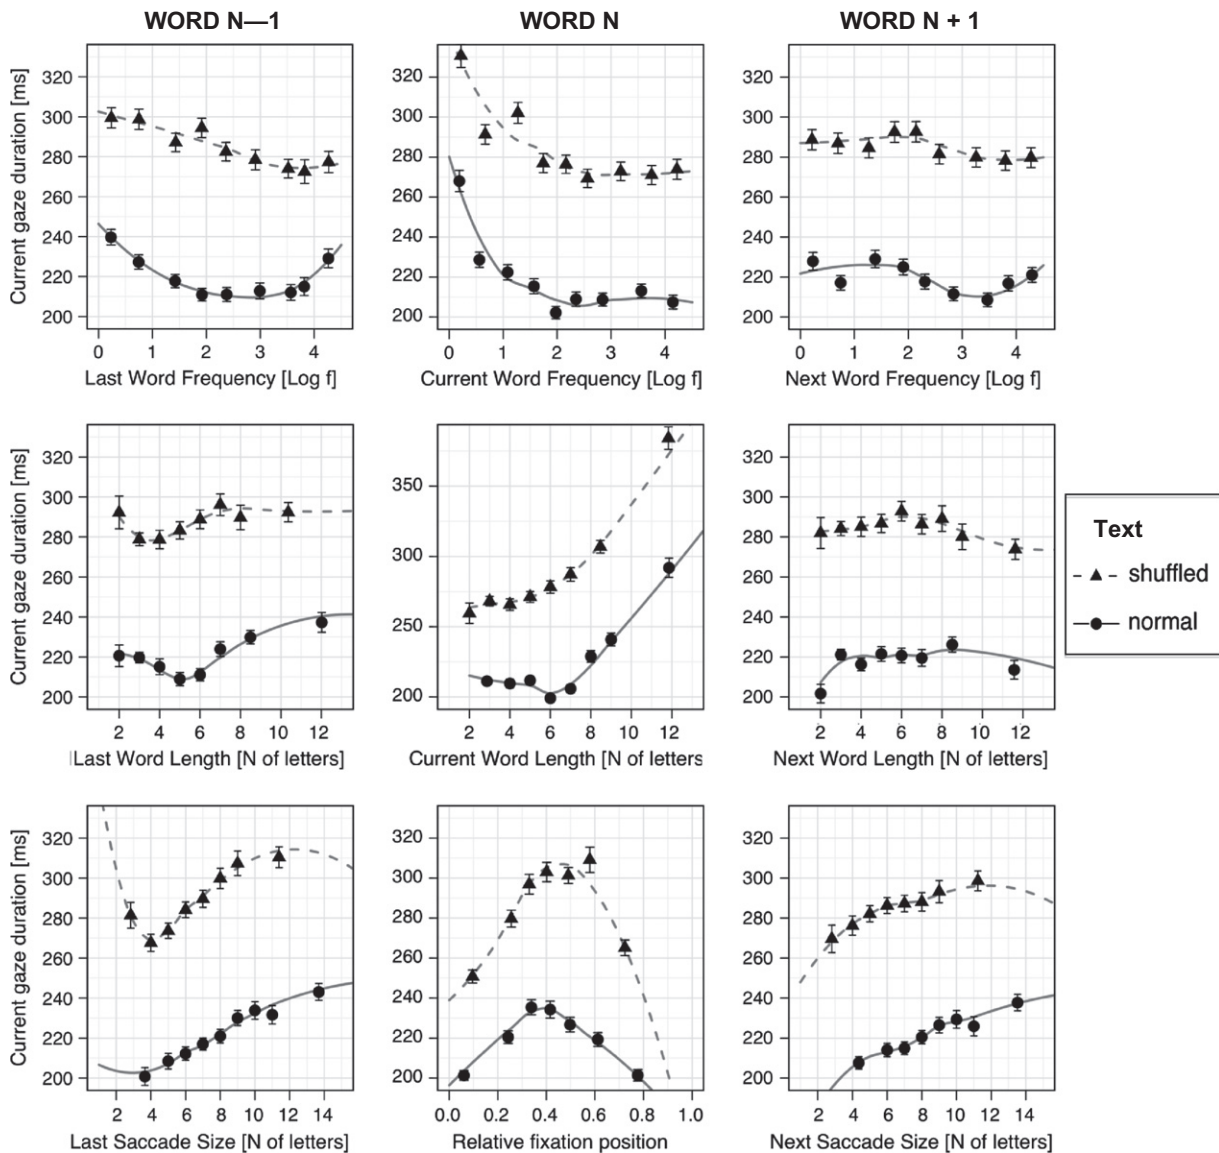 WORD N—1
WORD N
WORD N + 1
Current gaze duration [ms]
320
300
280
260
240
220
200
0 1 2 3 4
Last Word Frequency [Log f]
320
300
280
260
240
220
200
0 1 2 3 4
Current Word Frequency [Log f]
320
300
280
260
240
220
200
0 1 2 3 4
Next Word Frequency [Log f]
Current gaze duration [ms]
320
300
280
260
240
220
200
2 4 6 8 10 12
Last Word Length [N of letters]
350
300
250
200
2 4 6 8 10 12
Current Word Length [N of letters
320
300
280
260
240
220
200
2 4 6 8 10 12
Next Word Length [N of letters]
Text
shuffled
normal
Current gaze duration [ms]
320
300
280
260
240
220
200
2 4 6 8 10 12 14
Last Saccade Size [N of letters]
320
300
280
260
240
220
200
0.0 0.2 0.4 0.6 0.8 1.0
Relative fixation position
320
300
280
260
240
220
200
2 4 6 8 10 12 14
Next Saccade Size [N of letters]